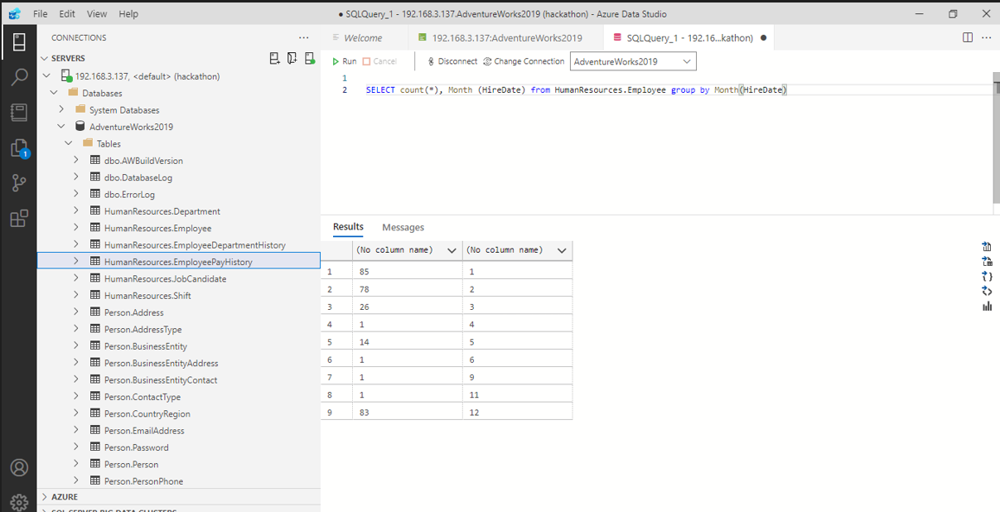 File Edit View Help
● SQLQuery_1 - 192.168.3.137.AdventureWorks2019 (hackathon) - Azure Data Studio
CONNECTIONS
SERVERS
192.168.3.137, <default> (hackathon)
Databases
System Databases
AdventureWorks2019
Tables
dbo.AWBuildVersion
dbo.DatabaseLog
dbo.ErrorLog
HumanResources.Department
HumanResources.Employee
HumanResources.EmployeeDepartmentHistory
HumanResources.EmployeePayHistory
HumanResources.JobCandidate
HumanResources.Shift
Person.Address
Person.AddressType
Person.BusinessEntity
Person.BusinessEntityAddress
Person.BusinessEntityContact
Person.ContactType
Person.CountryRegion
Person.EmailAddress
Person.Password
Person.Person
Person.PersonPhone
AZURE
SQL SERVER BIG DATA CLUSTERS
1
Welcome 192.168.3.137:AdventureWorks2019 SQLQuery_1 - 192.16...kathon) ●
Run Cancel Disconnect Change Connection AdventureWorks2019
1
2 SELECT count(*), Month (HireDate) from HumanResources.Employee group by Month(HireDate)
Results Messages
(No column name) (No column name)
1 85 1
2 78 2
3 26 3
4 1 4
5 14 5
6 1 6
7 1 9
8 1 11
9 83 12